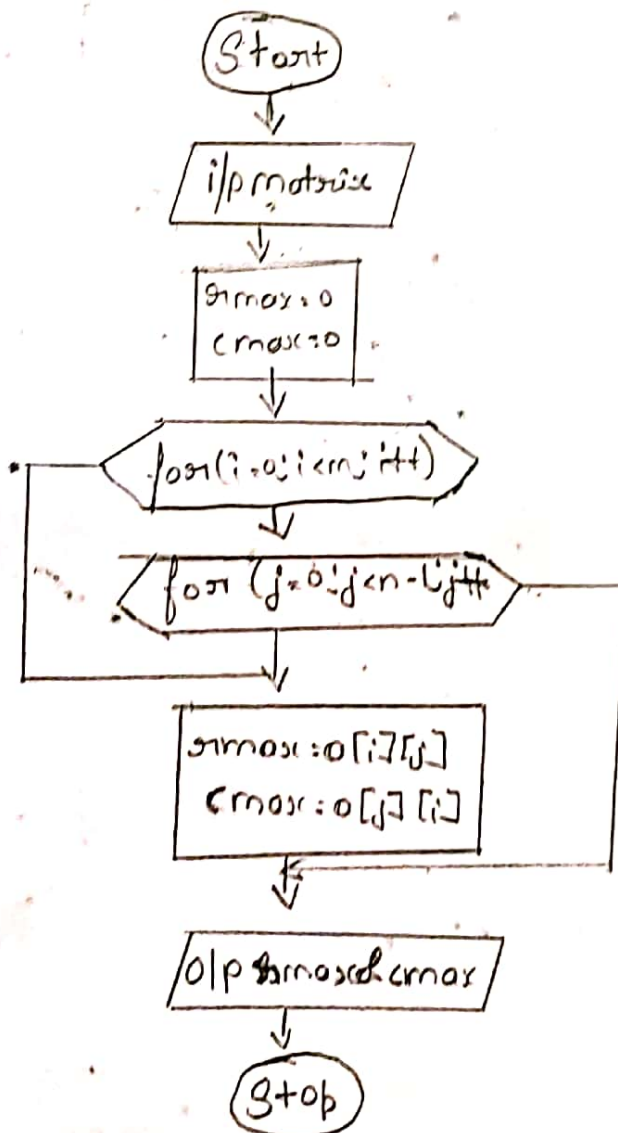 Start
i/p matrix
rmax=0
cmax=0
for(i=0;i<m;i++)
for(j=0;j<n-1;j++
rmax=a[i][j]
cmax=a[j][i]
o/p rmax&cmax
Stop